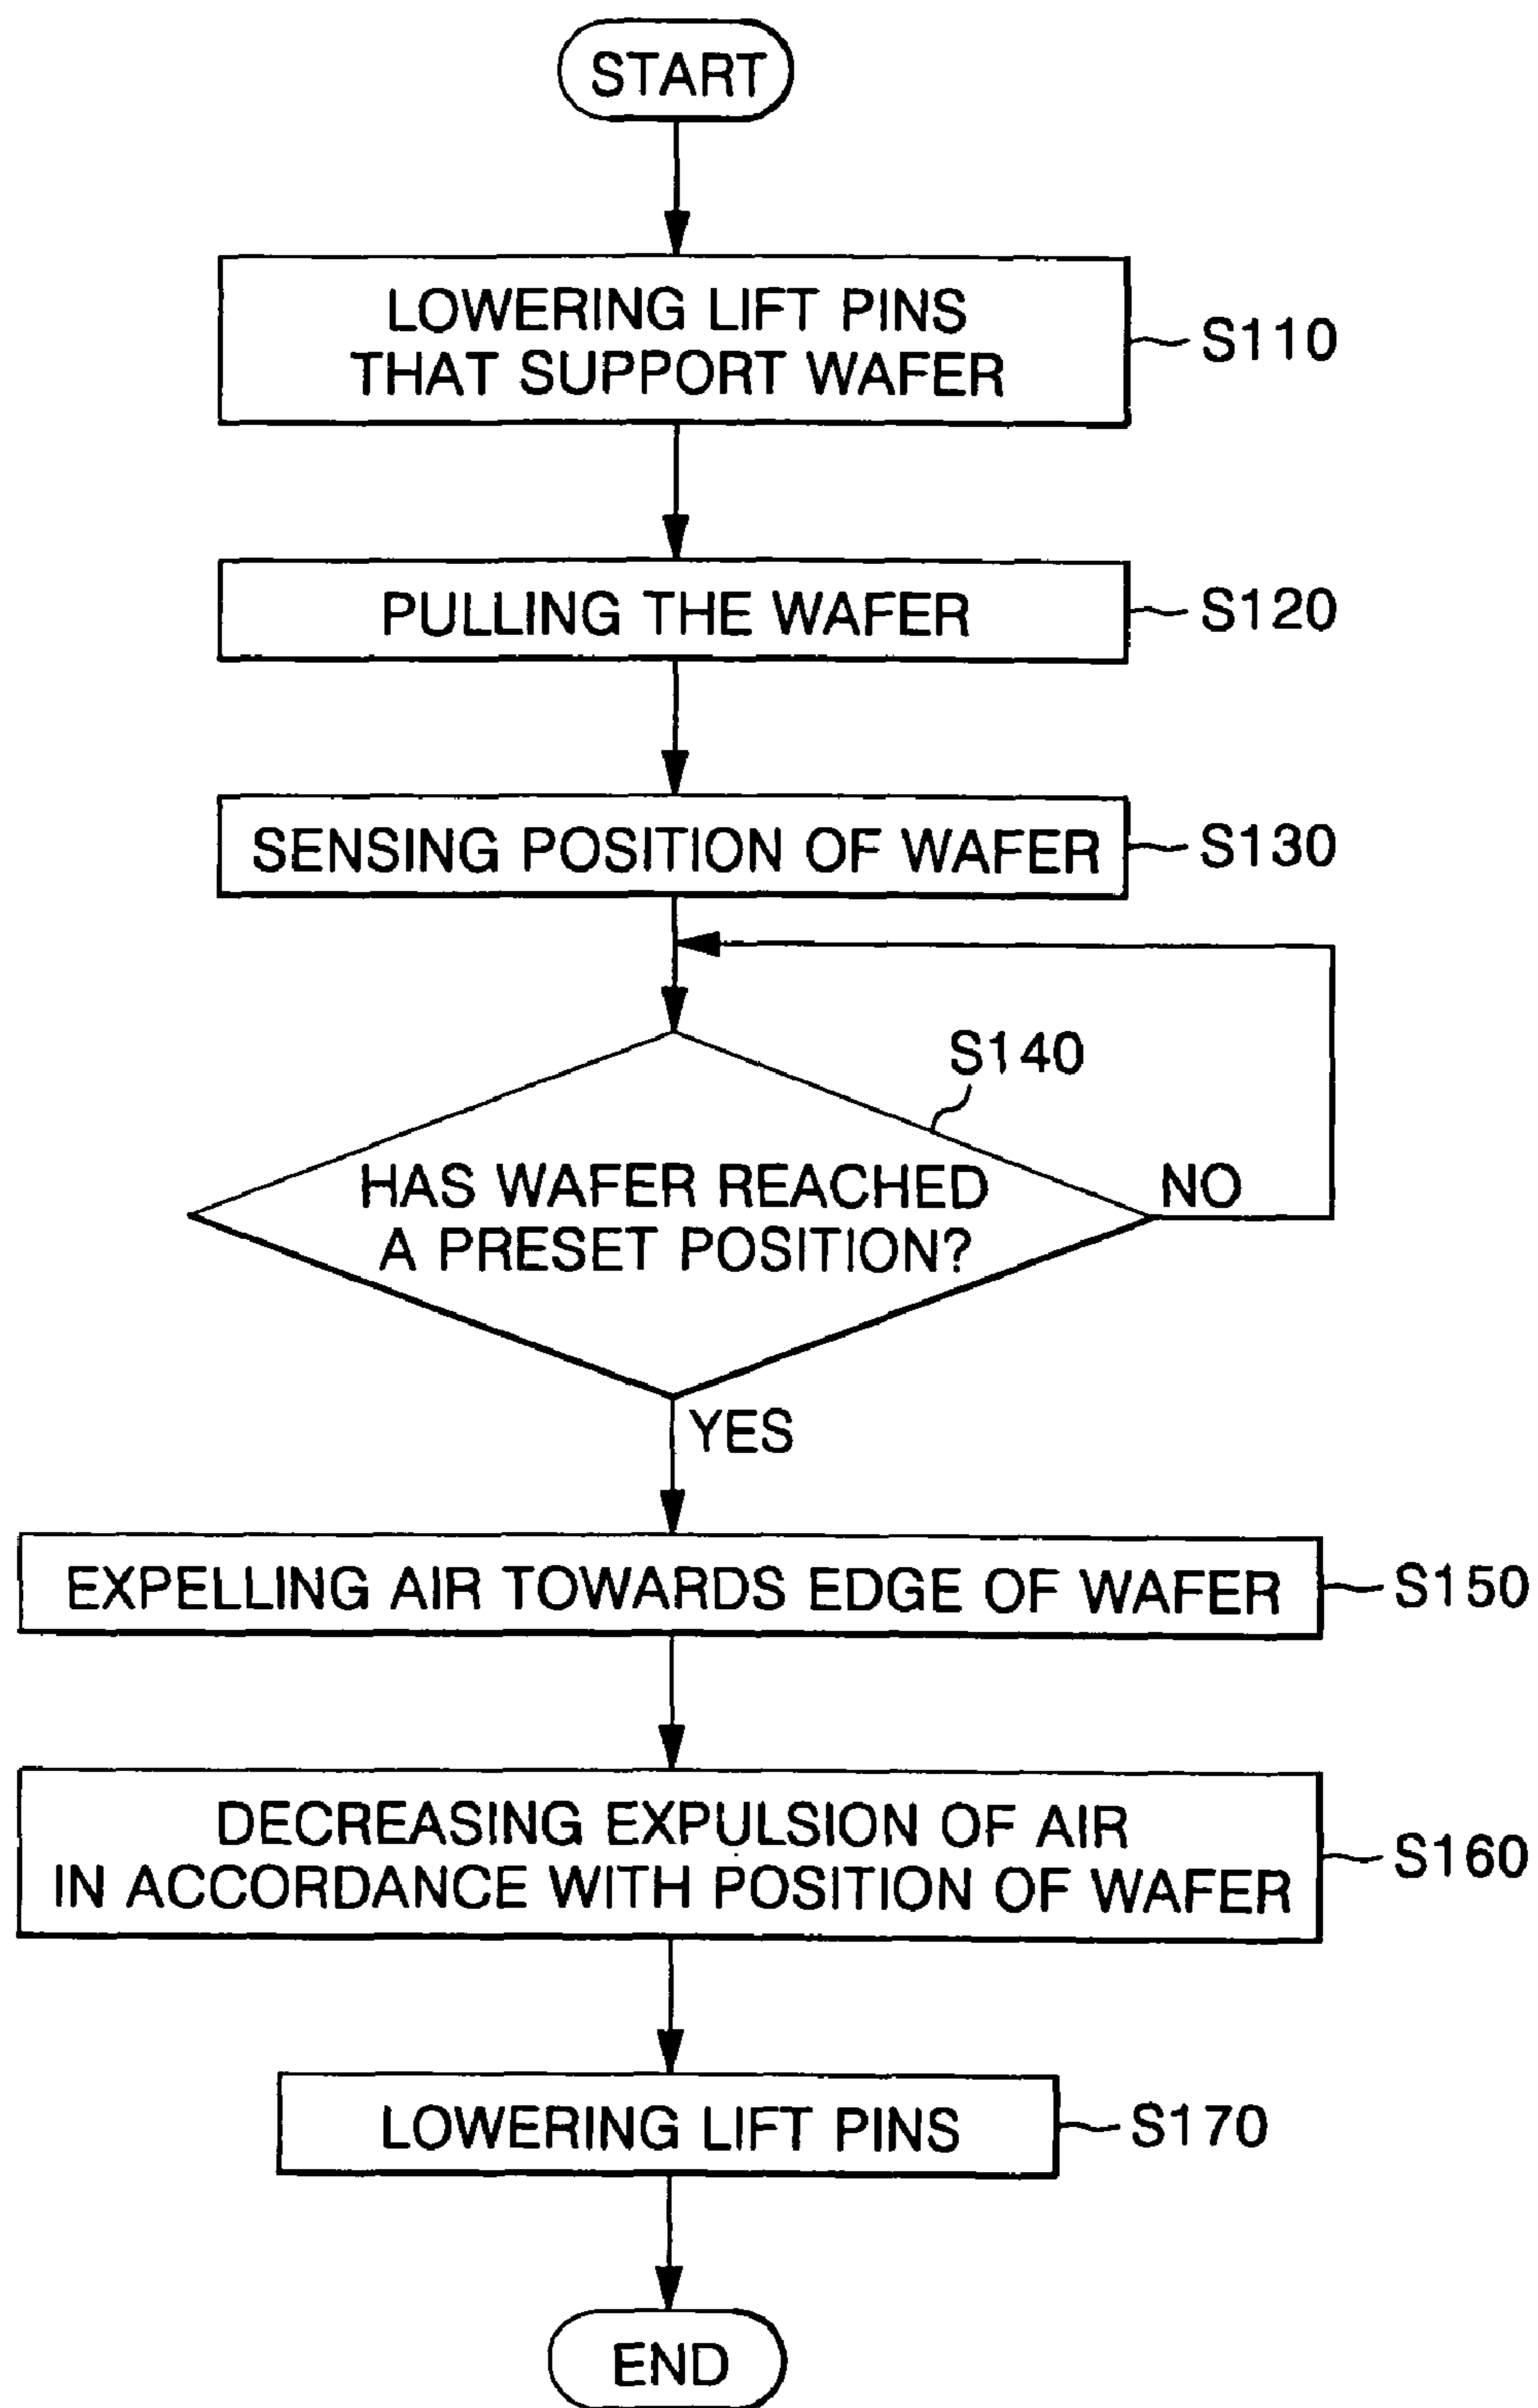 START
LOWERING LIFT PINS
THAT SUPPORT WAFER
S110
PULLING THE WAFER
S120
SENSING POSITION OF WAFER
S130
S140
HAS WAFER REACHED
A PRESET POSITION?
NO
YES
EXPELLING AIR TOWARDS EDGE OF WAFER
S150
DECREASING EXPULSION OF AIR
IN ACCORDANCE WITH POSITION OF WAFER
S160
LOWERING LIFT PINS
S170
END